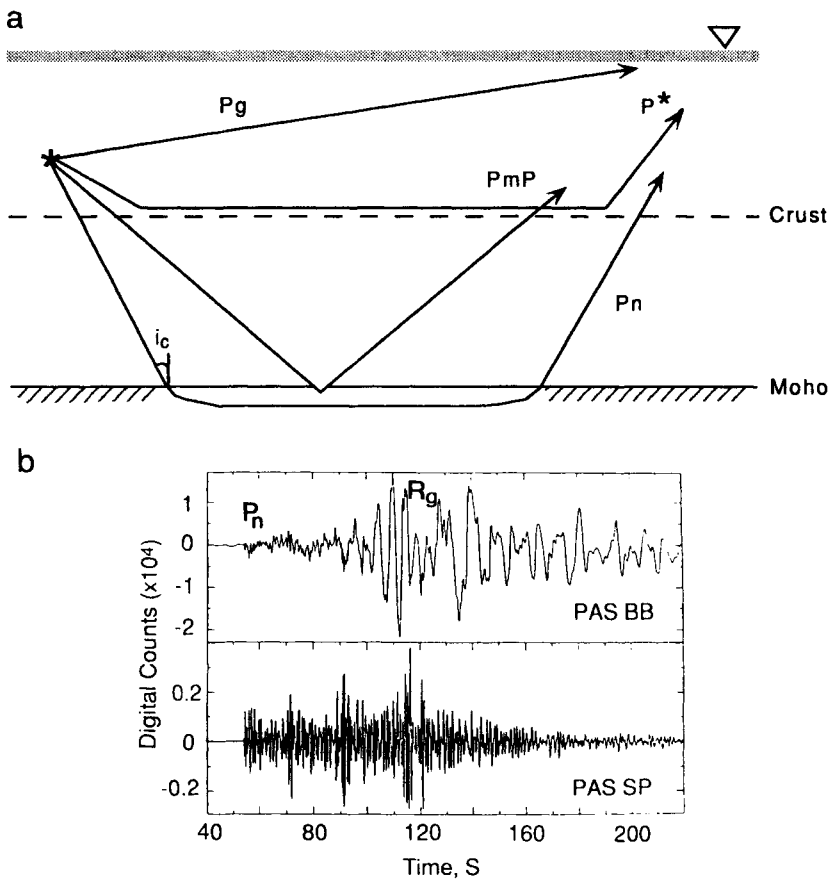 a
Pg
P*
PmP
Crust
Pn
ic
Moho
b
Pn
Rg
1
0
-1
-2
PAS BB
Digital Counts (x10⁴)
0.2
0
-0.2
PAS SP
40 80 120 160 200
Time, S